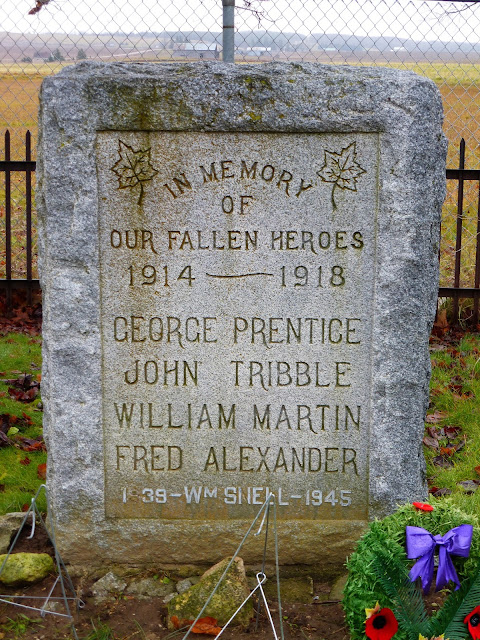 IN MEMORY
OF
OUR FALLEN HEROES
1914 — 1918
GEORGE PRENTICE
JOHN TRIBBLE
WILLIAM MARTIN
FRED ALEXANDER
1939-WM SNELL-1945